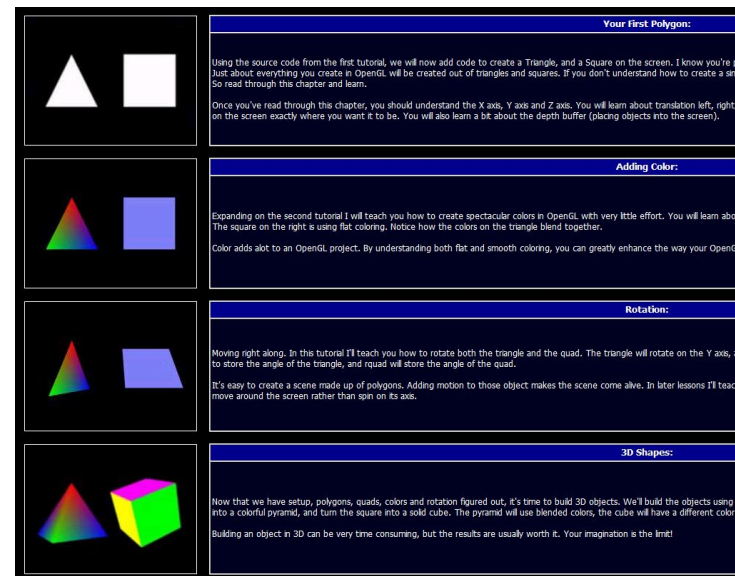 Your First Polygon:
Using the source code from the first tutorial, we will now add code to create a Triangle, and a Square on the screen. I know you're
Just about everything you create in OpenGL will be created out of triangles and squares. If you don't understand how to create a
So read through this chapter and learn.
Once you've read through this chapter, you should understand the X axis, Y axis and Z axis. You will learn about translation left, right,
on the screen exactly where you want it to be. You will also learn a bit about the depth buffer (placing objects into the screen).
Adding Color:
Expanding on the second tutorial I will teach you how to create spectacular colors in OpenGL with very little effort. You will learn
The square on the right is using flat coloring. Notice how the colors on the triangle blend together.
Color adds alot to an OpenGL project. By understanding both flat and smooth coloring, you can greatly enhance the way your
Rotation:
Moving right along. In this tutorial I'll teach you how to rotate both the triangle and the quad. The triangle will rotate on the Y axis,
to store the angle of the triangle, and rquad will store the angle of the quad.
It's easy to create a scene made up of polygons. Adding motion to those object makes the scene come alive. In later lessons I'll
move around the screen rather than spin on its axis.
3D Shapes:
Now that we have setup, polygons, quads, colors and rotation figured out, it's time to build 3D objects. We'll build the objects using
into a colorful pyramid, and turn the square into a solid cube. The pyramid will use blended colors, the cube will have a different color
Building an object in 3D can be very time consuming, but the results are usually worth it. Your imagination is the limit!